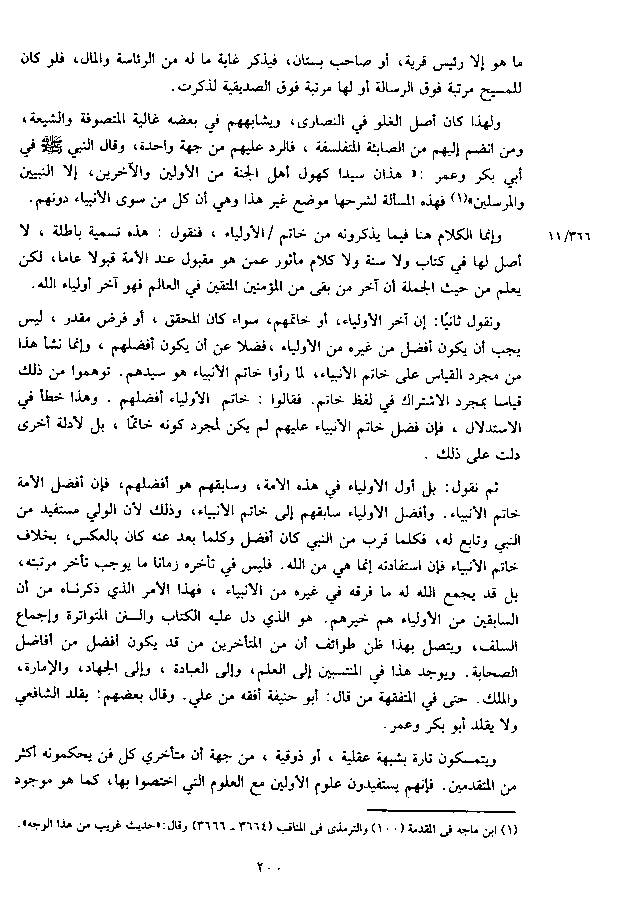 ما هو إلا رئيس قرية، أو صاحب بستان، فيذكر غاية ما له من الرئاسة والمال، فلو كان
للمسيح مرتبة فوق الرسالة أو لها مرتبة فوق الصديقية لذكرت.
ولهذا كان أصل الغلو في النصارى، ويشابههم في بعضه غالية المتصوفة والشيعة،
ومن انضم إليهم من الصابئة المتفلسفة ، فالرد عليهم من جهة واحدة، وقال النبي ﷺ في
أبي بكر وعمر : « هذان سيدا كهول أهل الجنة من الأولين والآخرين، إلا النبيين
والمرسلين»(١) فهذه المسألة لشرحها موضع غير هذا وهي أن كل من سوى الأنبياء دونهم.
١١/٣٦٦ وإنما الكلام هنا فيما يذكرونه من خاتم /الأولياء ، فنقول : هذه تسمية باطلة ، لا
أصل لها في كتاب ولا سنة ولا كلام مأثور عمن هو مقبول عند الأمة قبولا عاما، لكن
يعلم من حيث الجملة أن آخر من بقى من المؤمنين المتقين في العالم فهو آخر أولياء الله.
ونقول ثانيًا: إن آخر الأولياء، أو خاتمهم، سواء كان المحقق ، أو فرض مقدر ، ليس
يجب أن يكون أفضل من غيره من الأولياء ، فضلا عن أن يكون أفضلهم ، وإنما نشأ هذا
من مجرد القياس على خاتم الأنبياء، لما رأوا خاتم الأنبياء هو سيدهم. توهموا من ذلك
قياسا بمجرد الاشتراك في لفظ خاتم. فقالوا : خاتم الأولياء أفضلهم . وهذا خطأ في
الاستدلال ، فإن فضل خاتم الأنبياء عليهم لم يكن لمجرد كونه خاتمًا ، بل لأدلة أخرى
دلت على ذلك .
ثم نقول: بل أول الأولياء في هذه الأمة، وسابقهم هو أفضلهم، فإن أفضل الأمة
خاتم الأنبياء. وأفضل الأولياء سابقهم إلى خاتم الأنبياء، وذلك لأن الولي مستفيد من
النبي وتابع له، فكلما قرب من النبي كان أفضل وكلما بعد عنه كان بالعكس، بخلاف
خاتم الأنبياء فإن استفادته إنما هي من الله. فليس في تأخره زمانا ما يوجب تأخر مرتبته،
بل قد يجمع الله له ما فرقه في غيره من الأنبياء ، فهذا الأمر الذي ذكرناه من أن
السابقين من الأولياء هم خيرهم. هو الذي دل عليه الكتاب والسنن المتواترة وإجماع
السلف، ويتصل بهذا ظن طوائف أن من المتأخرين من قد يكون أفضل من أفاضل
الصحابة. ويوجد هذا في المنتسبين إلى العلم، وإلى العبادة ، وإلى الجهاد، والإمارة،
والملك. حتى في المتفقهة من قال: أبو حنيفة أفقه من علي. وقال بعضهم: يقلد الشافعي
ولا يقلد أبو بكر وعمر.
ويتمسكون تارة بشبهة عقلية ، أو ذوقية ، من جهة أن متأخري كل فن يحكمونه أكثر
من المتقدمين. فإنهم يستفيدون علوم الأولين مع العلوم التي اختصوا بها، كما هو موجود
(١) ابن ماجه فى المقدمة (١٠٠) والترمذى فى المناقب (٣٦٦٤ ـ ٣٦٦٦) وقال: «حديث غريب من هذا الوجه».
٢٠٠